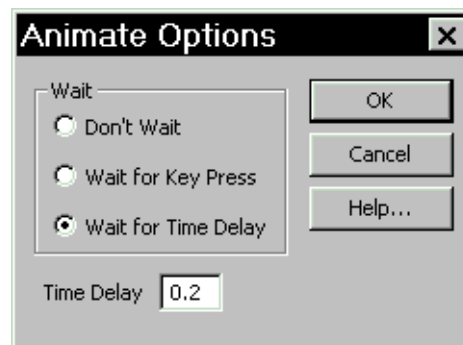 Animate Options
Wait
Don't Wait
Wait for Key Press
Wait for Time Delay
OK
Cancel
Help...
Time Delay 0.2